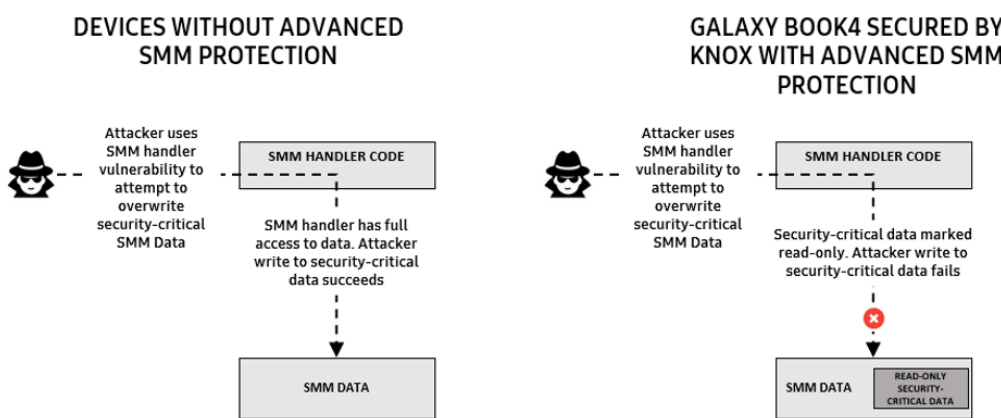 DEVICES WITHOUT ADVANCED
SMM PROTECTION
Attacker uses
SMM handler
vulnerability to
attempt to
overwrite
security-critical
SMM Data
SMM HANDLER CODE
SMM handler has full
access to data. Attacker
write to security-critical
data succeeds
SMM DATA
GALAXY BOOK4 SECURED BY
KNOX WITH ADVANCED SMM
PROTECTION
Attacker uses
SMM handler
vulnerability to
attempt to
overwrite
security-critical
SMM Data
SMM HANDLER CODE
Security-critical data marked
read-only. Attacker write to
security-critical data fails
SMM DATA
READ-ONLY
SECURITY-
CRITICAL DATA